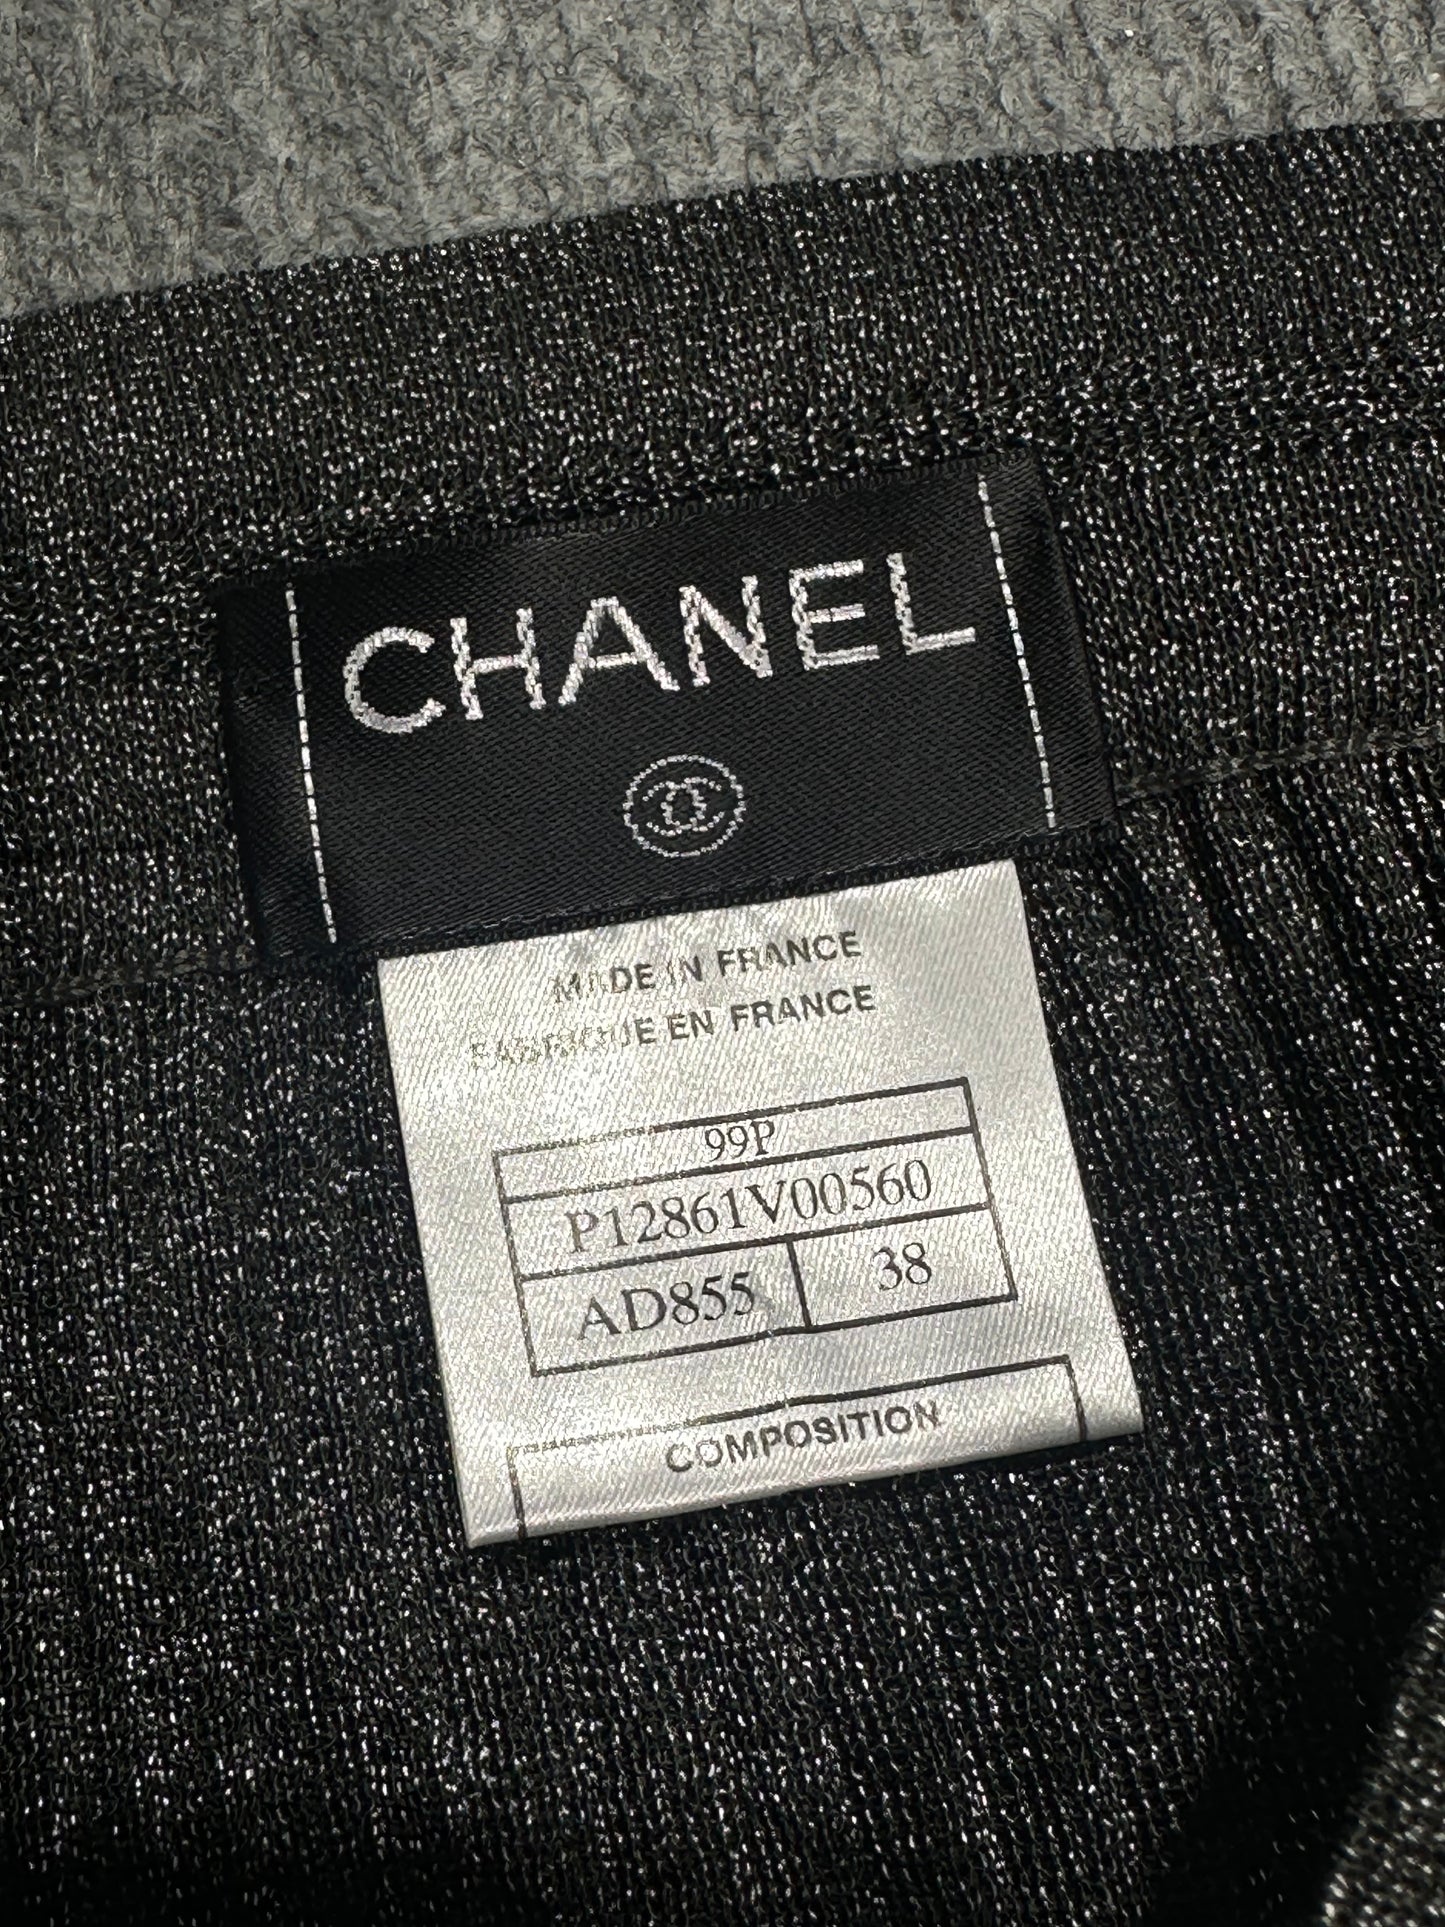 CHANEL
MADE IN FRANCE
FABRIQUE EN FRANCE
99P
P12861V00560
AD855 38
COMPOSITION